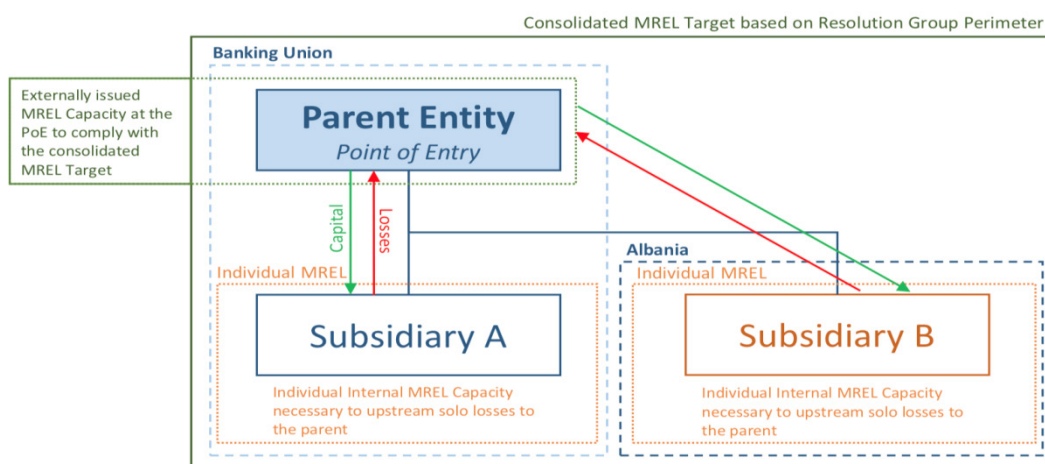 Consolidated MREL Target based on Resolution Group Perimeter
Banking Union
Externally issued
MREL Capacity at the
PoE to comply with
the consolidated
MREL Target
Parent Entity
Point of Entry
Capital
Losses
Albania
Individual MREL
Individual MREL
Subsidiary A
Subsidiary B
Individual Internal MREL Capacity
necessary to upstream solo losses to
the parent
Individual Internal MREL Capacity
necessary to upstream solo losses to
the parent